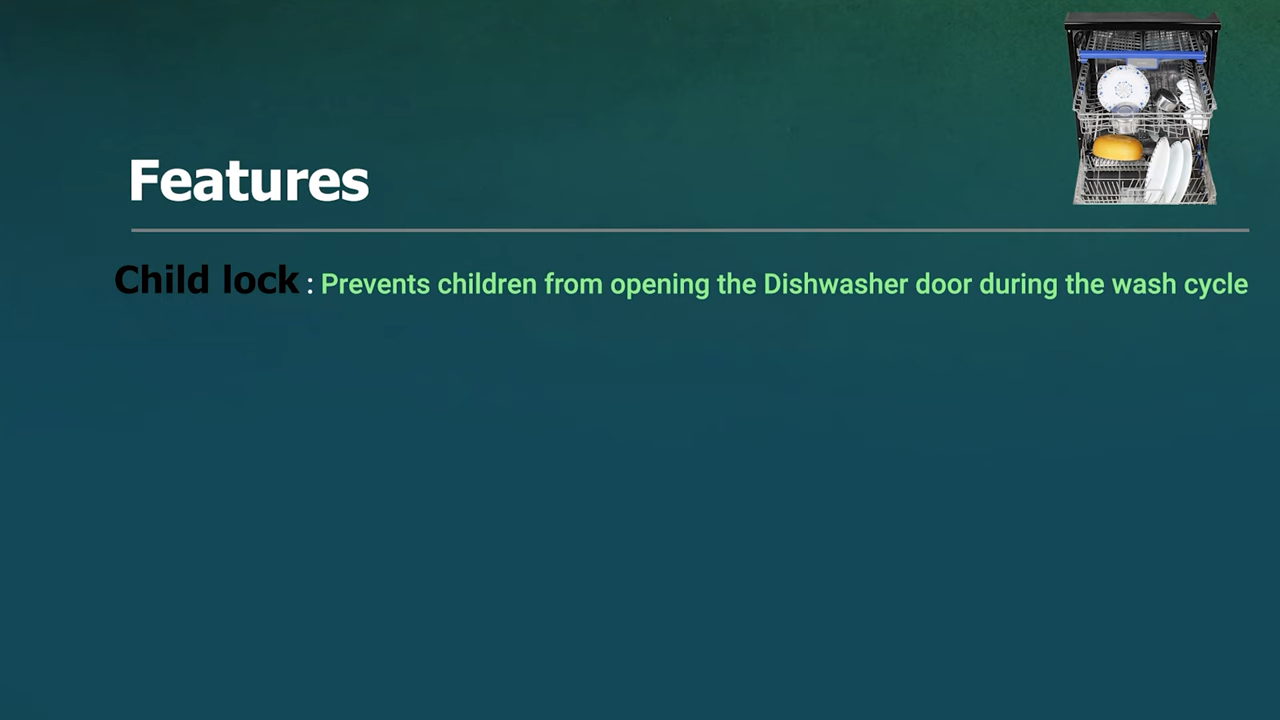 Features
Child lock : Prevents children from opening the Dishwasher door during the wash cycle